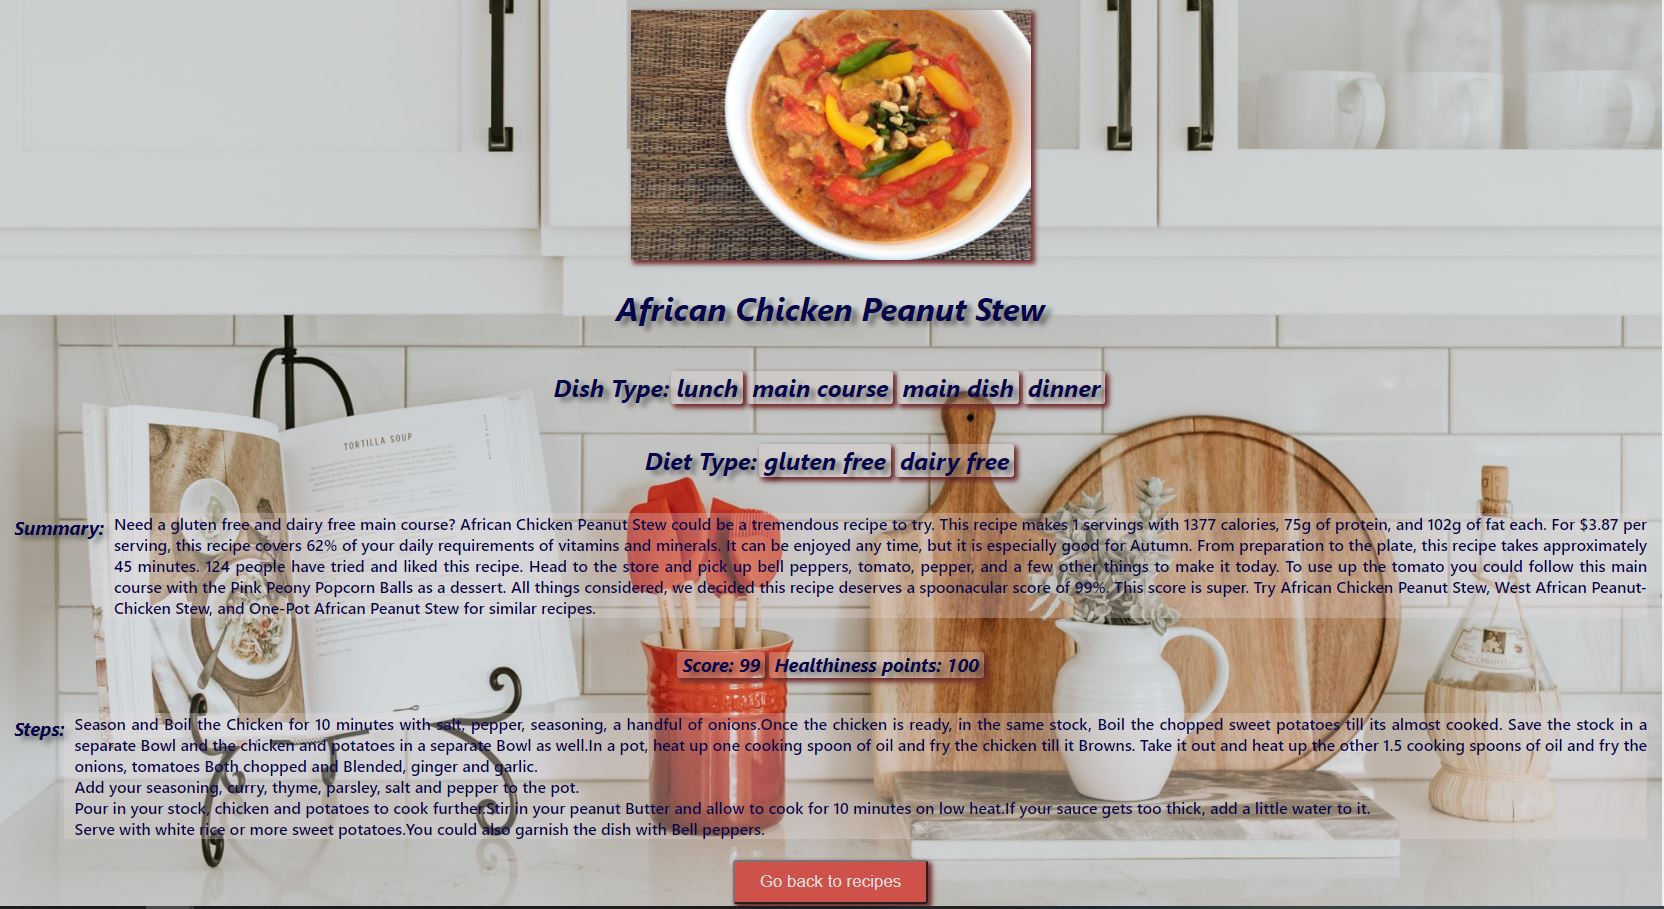 African Chicken Peanut Stew
Dish Type: lunch main course main dish dinner
Diet Type: gluten free dairy free
TORTILLA SOUP
Summary: Need a gluten free and dairy free main course? African Chicken Peanut Stew could be a tremendous recipe to try. This recipe makes 1 servings with 1377 calories, 75g of protein, and 102g of fat each. For $3.87 per
serving, this recipe covers 62% of your daily requirements of vitamins and minerals. It can be enjoyed any time, but it is especially good for Autumn. From preparation to the plate, this recipe takes approximately
45 minutes. 124 people have tried and liked this recipe. Head to the store and pick up bell peppers, tomato, pepper, and a few other things to make it today. To use up the tomato you could follow this main
course with the Pink Peony Popcorn Balls as a dessert. All things considered, we decided this recipe deserves a spoonacular score of 99%. This score is super. Try African Chicken Peanut Stew, West African Peanut-
Chicken Stew, and One-Pot African Peanut Stew for similar recipes.
CHIANTI
Score: 99 Healthiness points: 100
Steps: Season and Boil the Chicken for 10 minutes with salt, pepper, seasoning, a handful of onions.Once the chicken is ready, in the same stock, Boil the chopped sweet potatoes till its almost cooked. Save the stock in a
separate Bowl and the chicken and potatoes in a separate Bowl as well.In a pot, heat up one cooking spoon of oil and fry the chicken till it Browns. Take it out and heat up the other 1.5 cooking spoons of oil and fry the
onions, tomatoes Both chopped and Blended, ginger and garlic.
Add your seasoning, curry, thyme, parsley, salt and pepper to the pot.
Pour in your stock, chicken and potatoes to cook further.Stir in your peanut Butter and allow to cook for 10 minutes on low heat.If your sauce gets too thick, add a little water to it.
Serve with white rice or more sweet potatoes.You could also garnish the dish with Bell peppers.
Go back to recipes